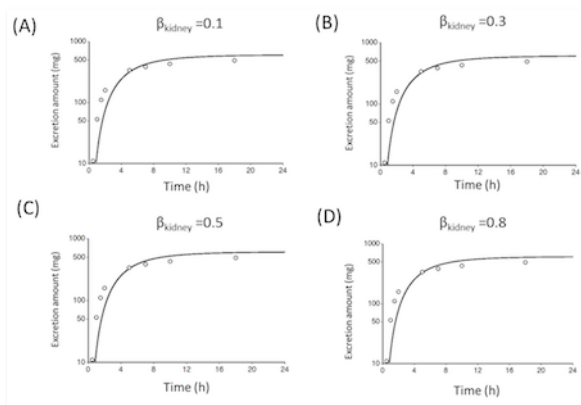 (A)
βkidney =0.1
Excretion amount (mg)
1000
500
100
50
10
0 4 8 12 16 20 24
Time (h)
(B)
βkidney =0.3
Excretion amount (mg)
1000
500
100
50
10
0 4 8 12 16 20 24
Time (h)
(C)
βkidney =0.5
Excretion amount (mg)
1000
500
100
50
10
0 4 8 12 16 20 24
Time (h)
(D)
βkidney =0.8
Excretion amount (mg)
1000
500
100
50
10
0 4 8 12 16 20 24
Time (h)